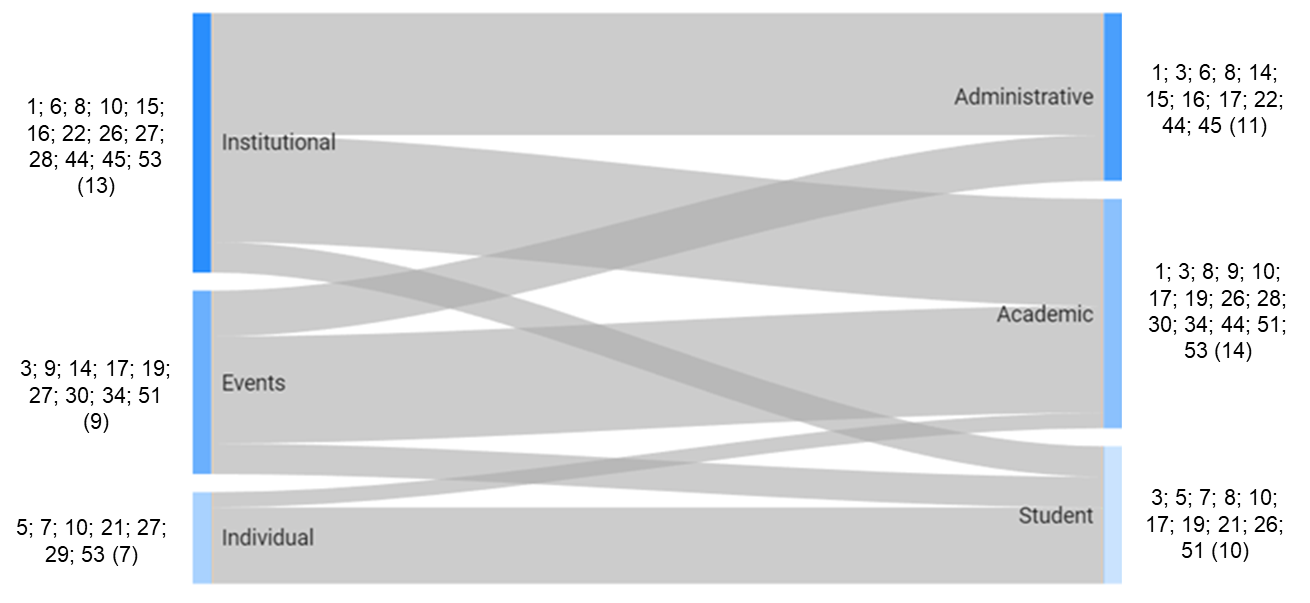 1; 6; 8; 10; 15;
16; 22; 26; 27;
28; 44; 45; 53
(13)
3; 9; 14; 17; 19;
27; 30; 34; 51
(9)
5; 7; 10; 21; 27;
29; 53 (7)
Institutional
Events
Individual
Administrative
Academic
Student
1; 3; 6; 8; 14;
15; 16; 17; 22;
44; 45 (11)
1; 3; 8; 9; 10;
17; 19; 26; 28;
30; 34; 44; 51;
53 (14)
3; 5; 7; 8; 10;
17; 19; 21; 26;
51 (10)